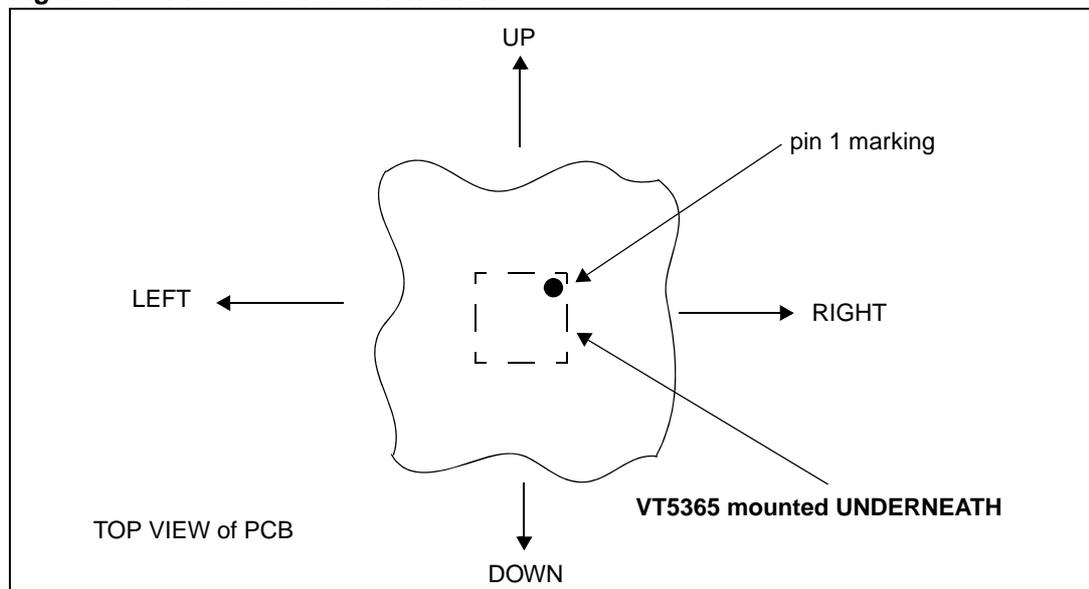 UP
pin 1 marking
LEFT
RIGHT
VT5365 mounted UNDERNEATH
TOP VIEW of PCB
DOWN